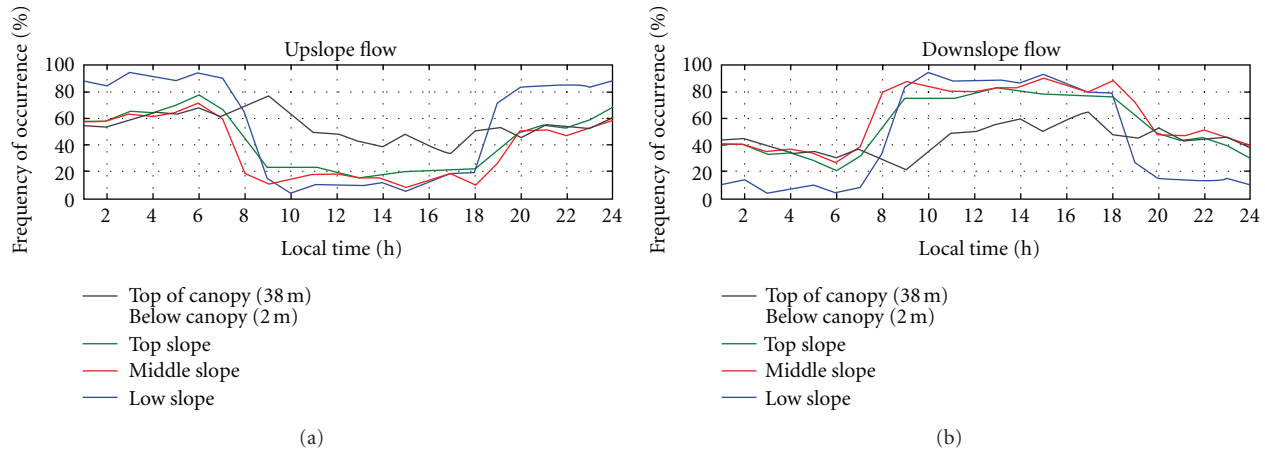 Upslope flow
Frequency of occurrence (%)
100
80
60
40
20
0
2 4 6 8 10 12 14 16 18 20 22 24
Local time (h)
Top of canopy (38 m)
Below canopy (2 m)
Top slope
Middle slope
Low slope
(a)
Downslope flow
Frequency of occurrence (%)
100
80
60
40
20
0
2 4 6 8 10 12 14 16 18 20 22 24
Local time (h)
Top of canopy (38 m)
Below canopy (2 m)
Top slope
Middle slope
Low slope
(b)